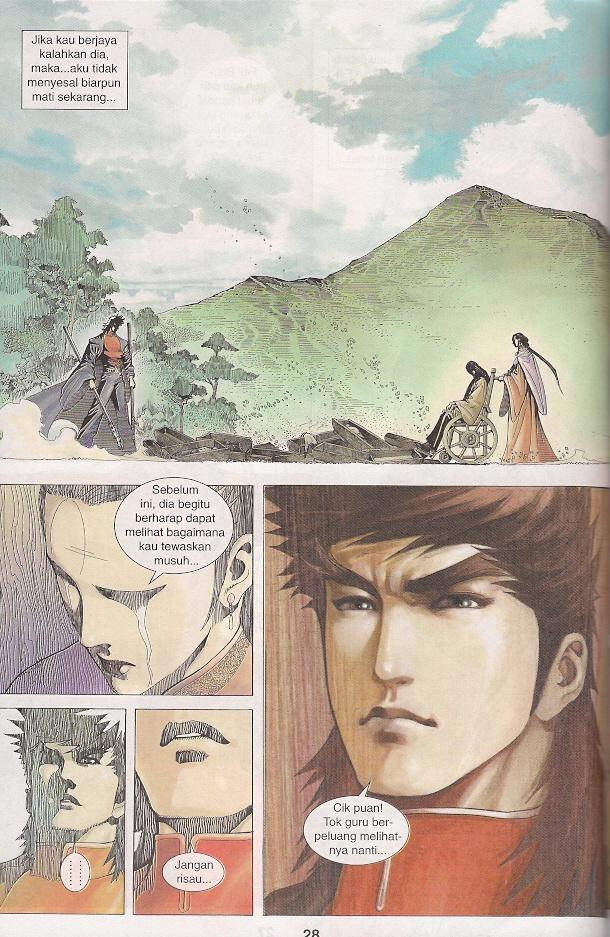 Jika kau berjaya
kalahkan dia,
maka...aku tidak
menyesal biarpun
mati sekarang...
Sebelum
ini, dia begitu
berharap dapat
melihat bagaimana
kau tewaskan
musuh...
......
Jangan
risau...
Cik puan!
Tok guru ber-
peluang melihat-
nya nanti...
28